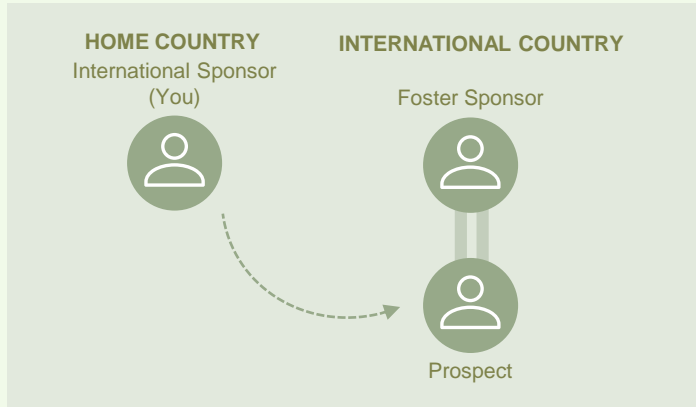 HOME COUNTRY
International Sponsor
(You)
INTERNATIONAL COUNTRY
Foster Sponsor
Prospect